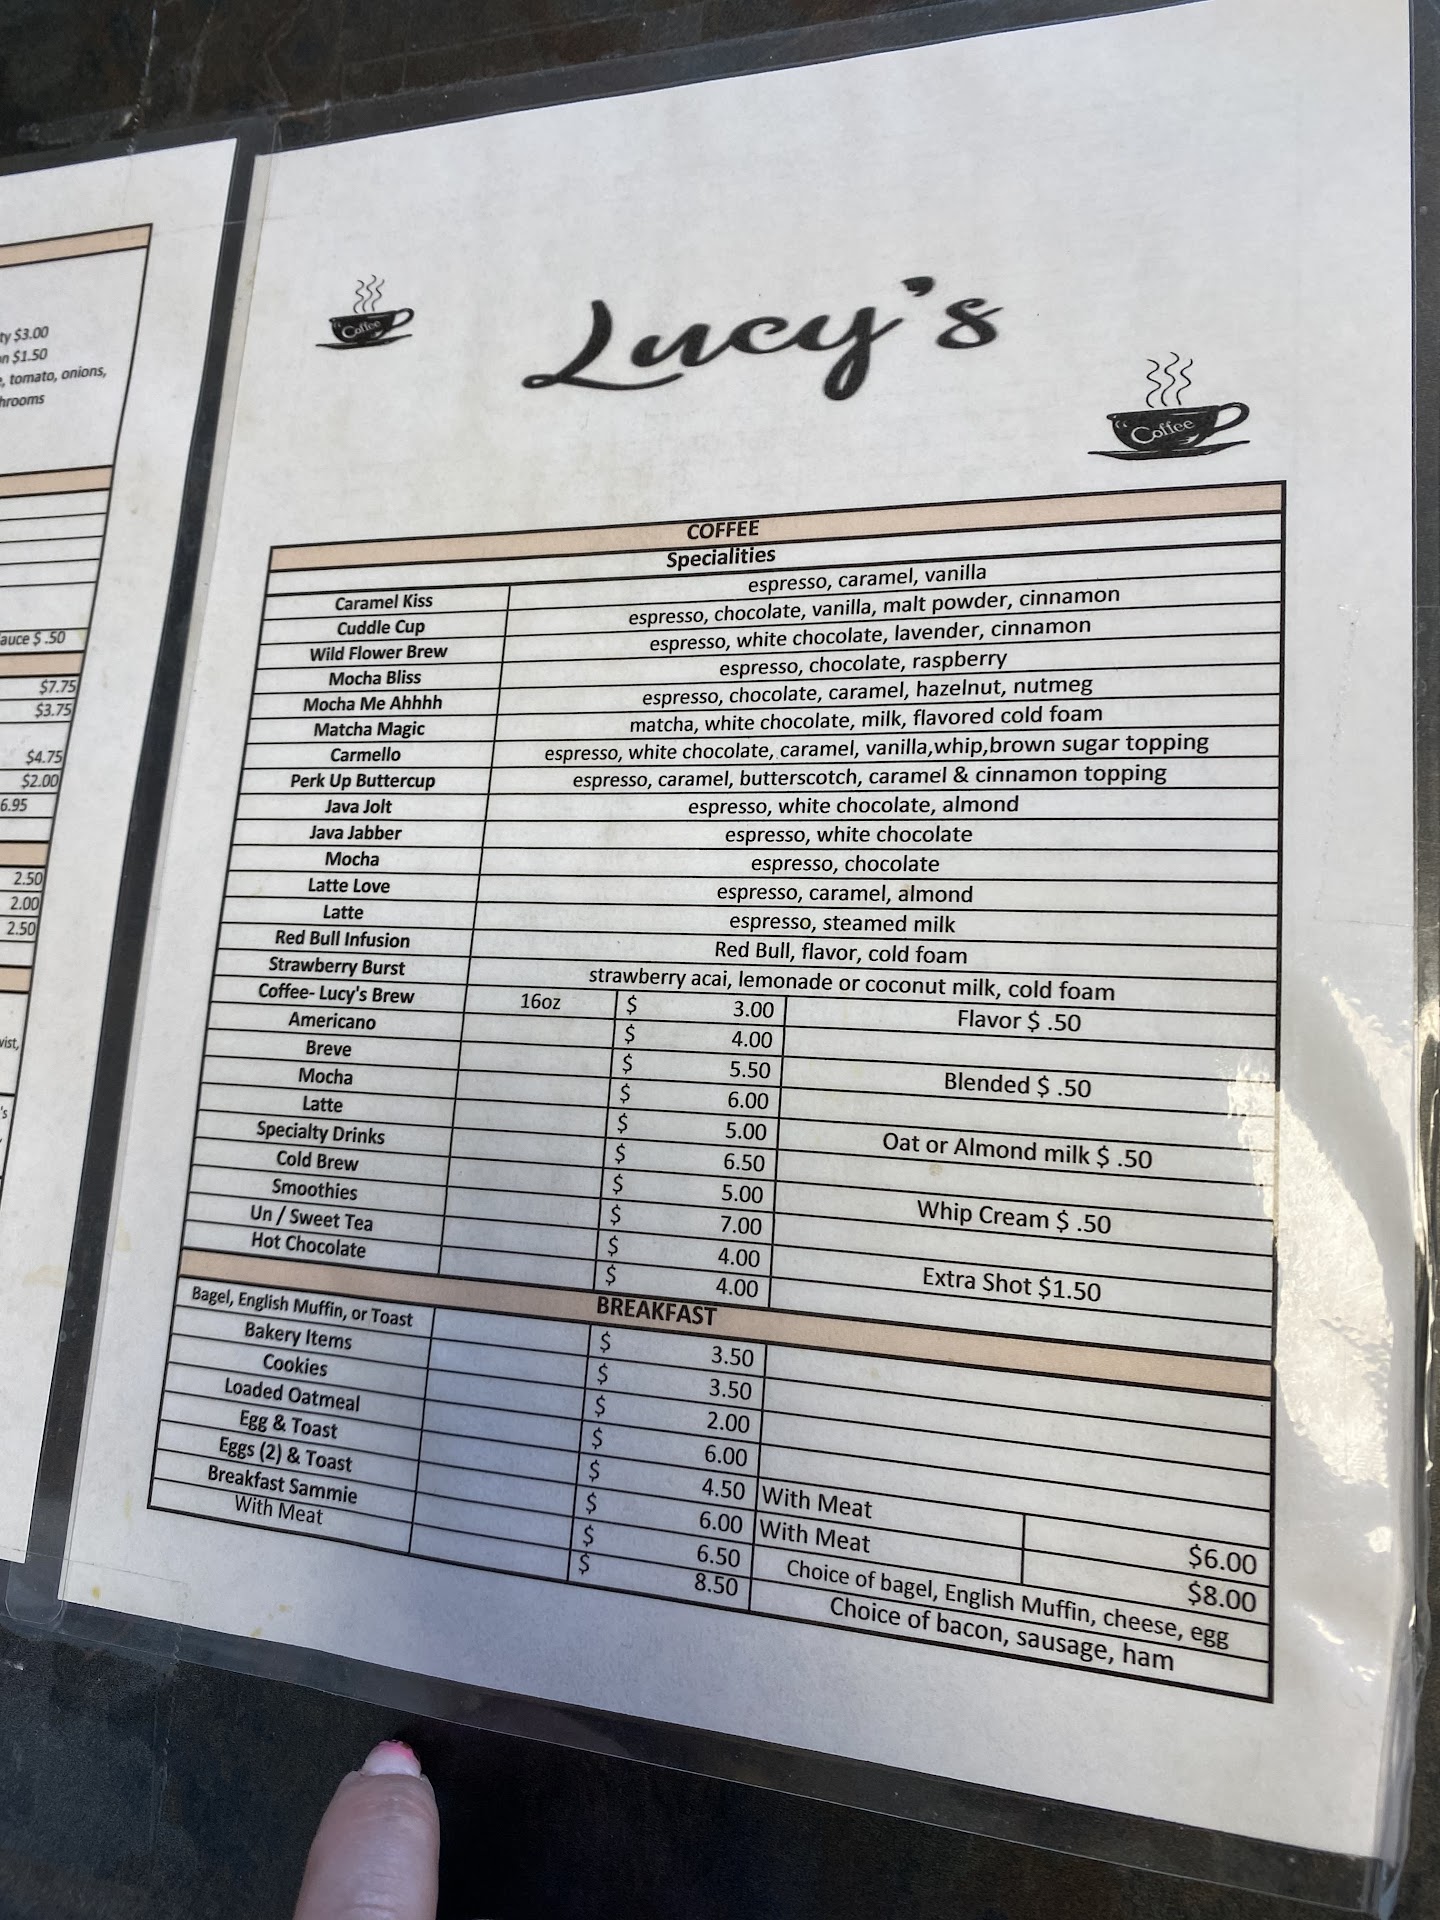 ty $3.00
n $1.50
, tomato, onions,
hrooms
auce $ .50
$7.75
$3.75
$4.75
$2.00
6.95
2.50
2.00
2.50
Coffee
Lucy's
Coffee
COFFEE
Specialities
Caramel Kiss espresso, caramel, vanilla
Cuddle Cup espresso, chocolate, vanilla, malt powder, cinnamon
Wild Flower Brew espresso, white chocolate, lavender, cinnamon
Mocha Bliss espresso, chocolate, raspberry
Mocha Me Ahhhh espresso, chocolate, caramel, hazelnut, nutmeg
Matcha Magic matcha, white chocolate, milk, flavored cold foam
Carmello espresso, white chocolate, caramel, vanilla,whip,brown sugar topping
Perk Up Buttercup espresso, caramel, butterscotch, caramel & cinnamon topping
Java Jolt espresso, white chocolate, almond
Java Jabber espresso, white chocolate
Mocha espresso, chocolate
Latte Love espresso, caramel, almond
Latte espresso, steamed milk
Red Bull Infusion Red Bull, flavor, cold foam
Strawberry Burst strawberry acai, lemonade or coconut milk, cold foam
Coffee- Lucy's Brew 16oz $ 3.00 Flavor $ .50
Americano $ 4.00
Breve $ 5.50 Blended $ .50
Mocha $ 6.00
Latte $ 5.00 Oat or Almond milk $ .50
Specialty Drinks $ 6.50
Cold Brew $ 5.00 Whip Cream $ .50
Smoothies $ 7.00
Un / Sweet Tea $ 4.00 Extra Shot $1.50
Hot Chocolate $ 4.00
BREAKFAST
Bagel, English Muffin, or Toast $ 3.50
Bakery Items $ 3.50
Cookies $ 2.00
Loaded Oatmeal $ 6.00
Egg & Toast $ 4.50 With Meat $6.00
Eggs (2) & Toast $ 6.00 With Meat $8.00
Breakfast Sammie $ 6.50 Choice of bagel, English Muffin, cheese, egg
With Meat $ 8.50 Choice of bacon, sausage, ham